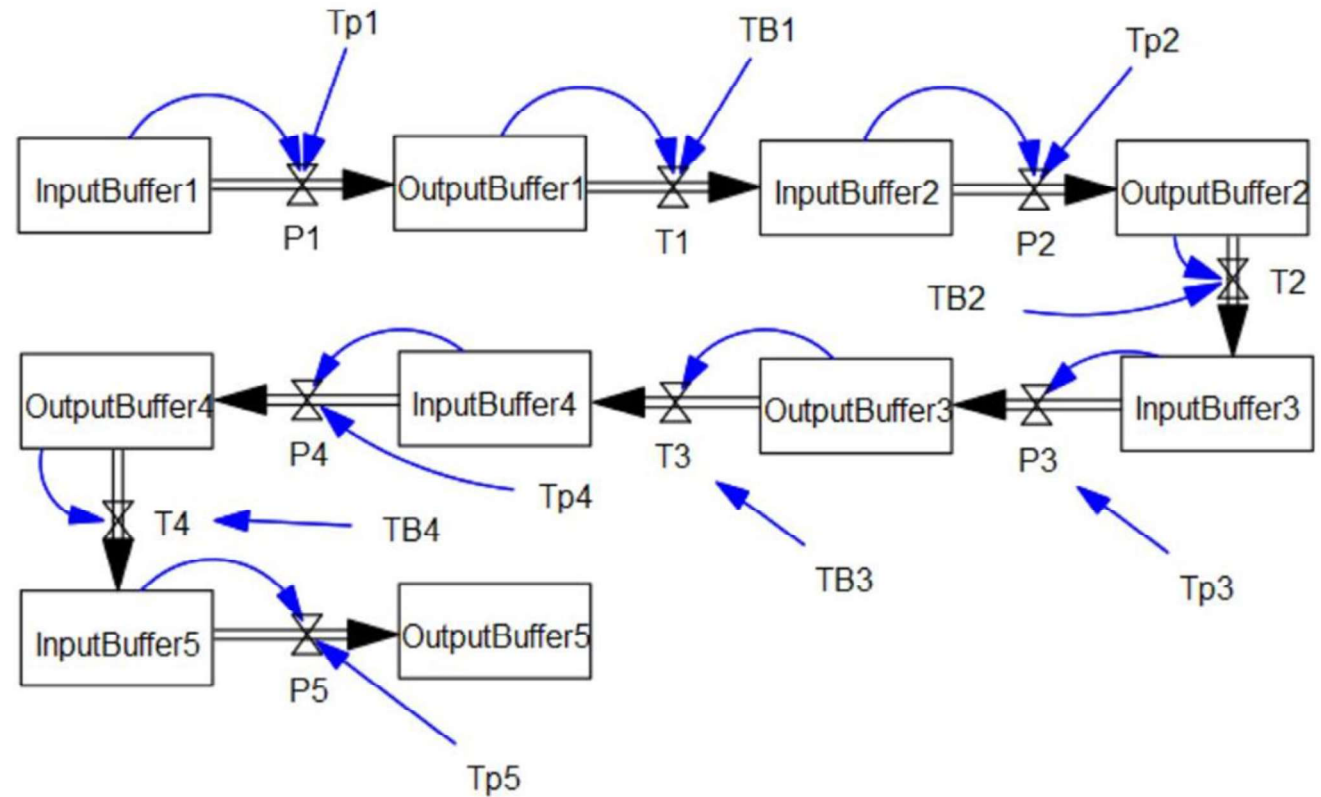 Tp1
TB1
Tp2
InputBuffer1
P1
OutputBuffer1
T1
InputBuffer2
P2
OutputBuffer2
TB2
T2
OutputBuffer4
P4
InputBuffer4
T3
OutputBuffer3
P3
InputBuffer3
T4
TB4
Tp4
TB3
Tp3
InputBuffer5
P5
OutputBuffer5
Tp5